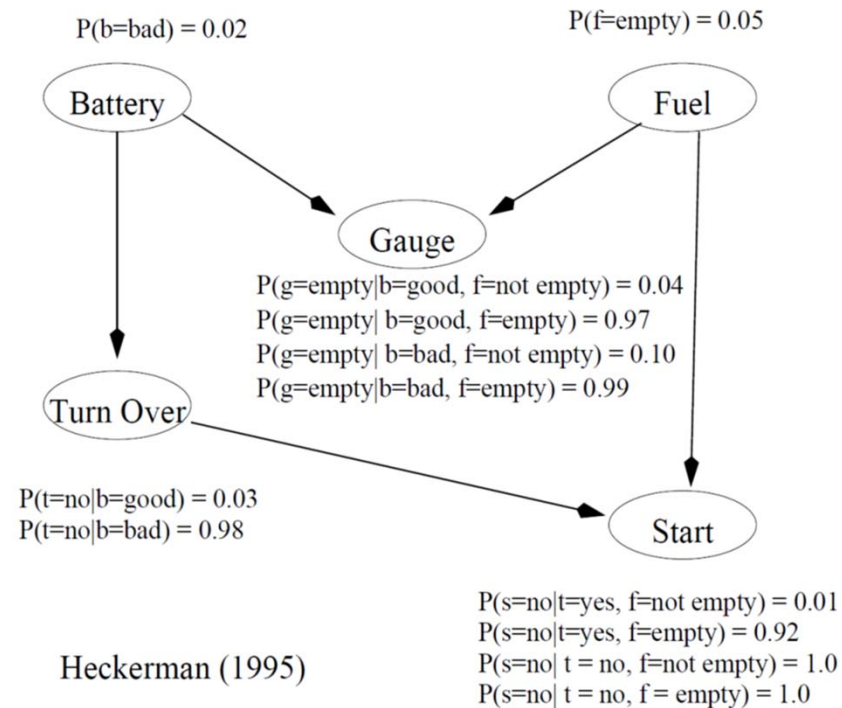 P(b=bad) = 0.02
P(f=empty) = 0.05
Battery
Fuel
Gauge
P(g=empty|b=good, f=not empty) = 0.04
P(g=empty| b=good, f=empty) = 0.97
P(g=empty| b=bad, f=not empty) = 0.10
P(g=empty|b=bad, f=empty) = 0.99
Turn Over
P(t=no|b=good) = 0.03
P(t=no|b=bad) = 0.98
Start
P(s=no|t=yes, f=not empty) = 0.01
P(s=no|t=yes, f=empty) = 0.92
P(s=no| t = no, f=not empty) = 1.0
P(s=no| t = no, f = empty) = 1.0
Heckerman (1995)